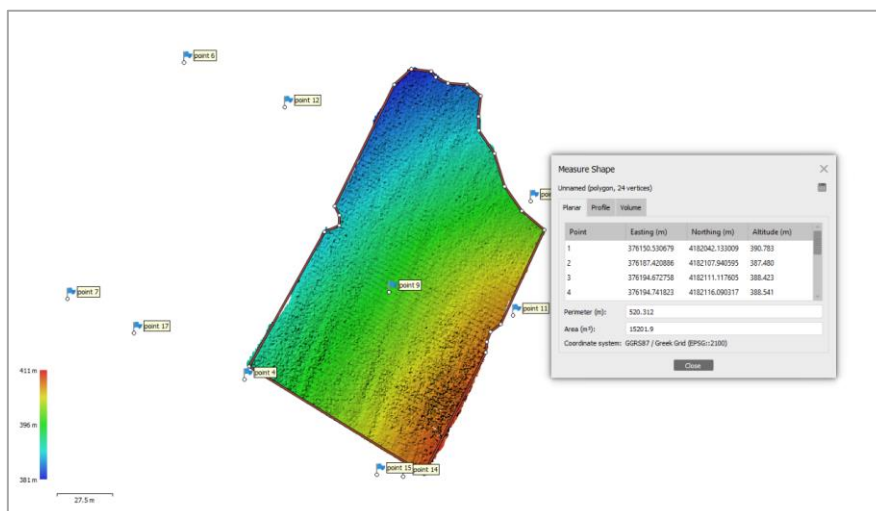 point 6
point 12
Measure Shape
Unnamed (polygon, 24 vertices)
Planar Profile Volume
Point Easting (m) Northing (m) Altitude (m)
1 376150.530679 4182042.133009 390.783
2 376187.420886 4182107.940595 387.480
3 376194.672758 4182111.117605 388.423
4 376194.741823 4182116.090317 388.541
Perimeter (m): 520.312
Area (m²): 15201.9
Coordinate system: GGRS87 / Greek Grid (EPSG::2100)
Close
point 7
point 9
point 11
point 17
point 4
411 m
396 m
381 m
point 15
point 14
27.5 m